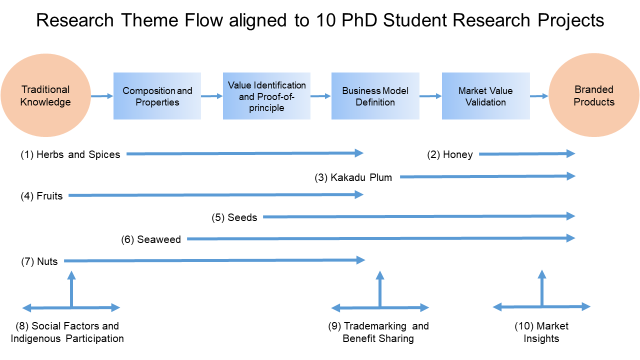 Research Theme Flow aligned to 10 PhD Student Research Projects
Traditional
Knowledge
Composition and
Properties
Value Identification
and Proof-of-
principle
Business Model
Definition
Market Value
Validation
Branded
Products
(1) Herbs and Spices
(2) Honey
(3) Kakadu Plum
(4) Fruits
(5) Seeds
(6) Seaweed
(7) Nuts
(8) Social Factors and
Indigenous Participation
(9) Trademarking and
Benefit Sharing
(10) Market
Insights